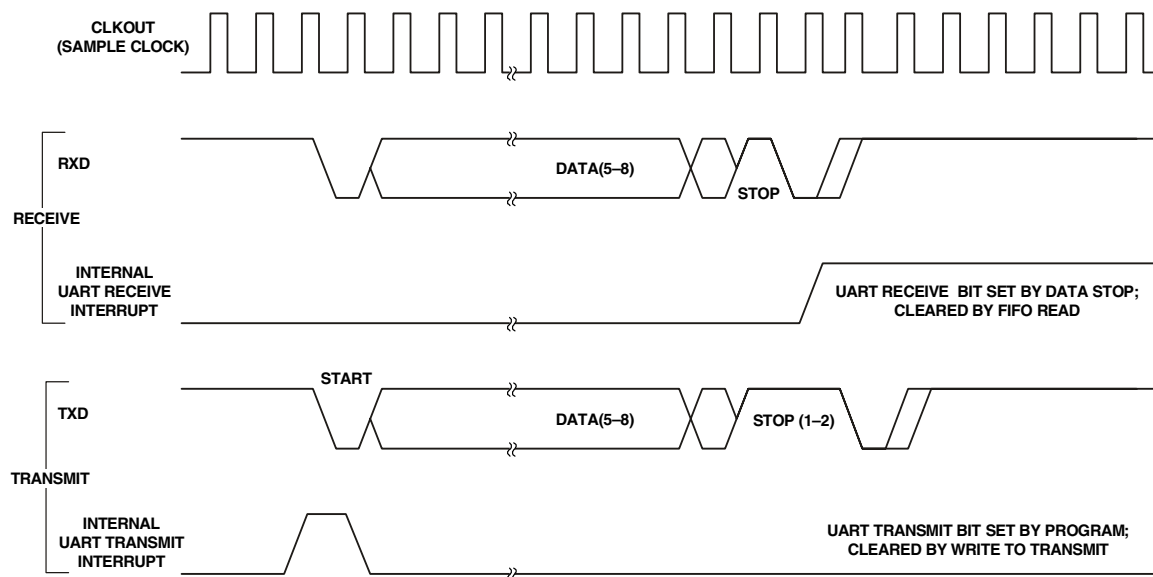 CLKOUT
(SAMPLE CLOCK)
RXD
DATA(5–8)
STOP
RECEIVE
INTERNAL
UART RECEIVE
INTERRUPT
UART RECEIVE BIT SET BY DATA STOP;
CLEARED BY FIFO READ
START
TXD
DATA(5–8)
STOP (1–2)
TRANSMIT
INTERNAL
UART TRANSMIT
INTERRUPT
UART TRANSMIT BIT SET BY PROGRAM;
CLEARED BY WRITE TO TRANSMIT